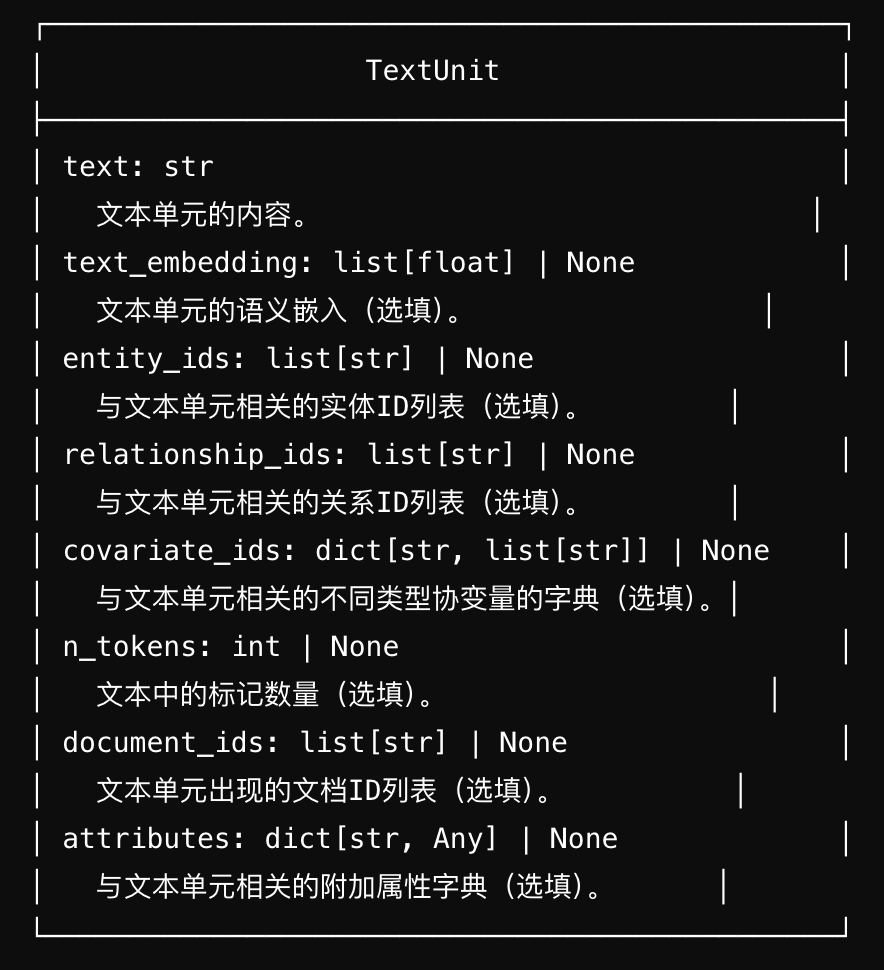 TextUnit
text: str
文本单元的内容。
text_embedding: list[float] | None
文本单元的语义嵌入（选填）。
entity_ids: list[str] | None
与文本单元相关的实体ID列表（选填）。
relationship_ids: list[str] | None
与文本单元相关的关系ID列表（选填）。
covariate_ids: dict[str, list[str]] | None
与文本单元相关的不同类型协变量的字典（选填）。
n_tokens: int | None
文本中的标记数量（选填）。
document_ids: list[str] | None
文本单元出现的文档ID列表（选填）。
attributes: dict[str, Any] | None
与文本单元相关的附加属性字典（选填）。